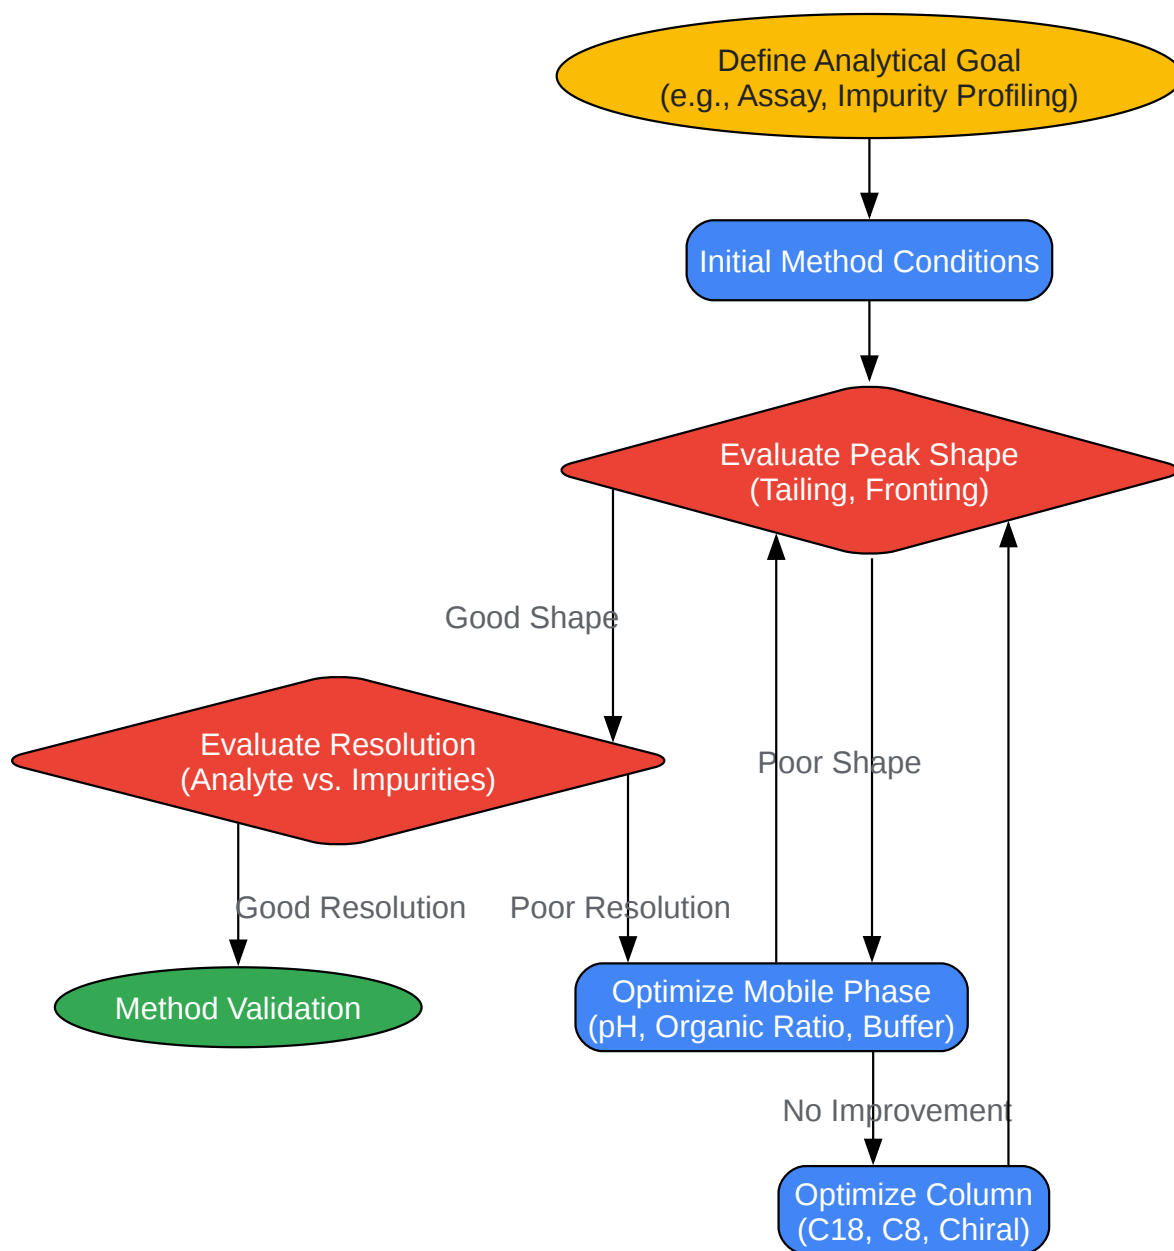 Define Analytical Goal
(e.g., Assay, Impurity Profiling)
Initial Method Conditions
Evaluate Peak Shape
(Tailing, Fronting)
Good Shape
Evaluate Resolution
(Analyte vs. Impurities)
Poor Shape
Good Resolution
Poor Resolution
Method Validation
Optimize Mobile Phase
(pH, Organic Ratio, Buffer)
No Improvement
Optimize Column
(C18, C8, Chiral)